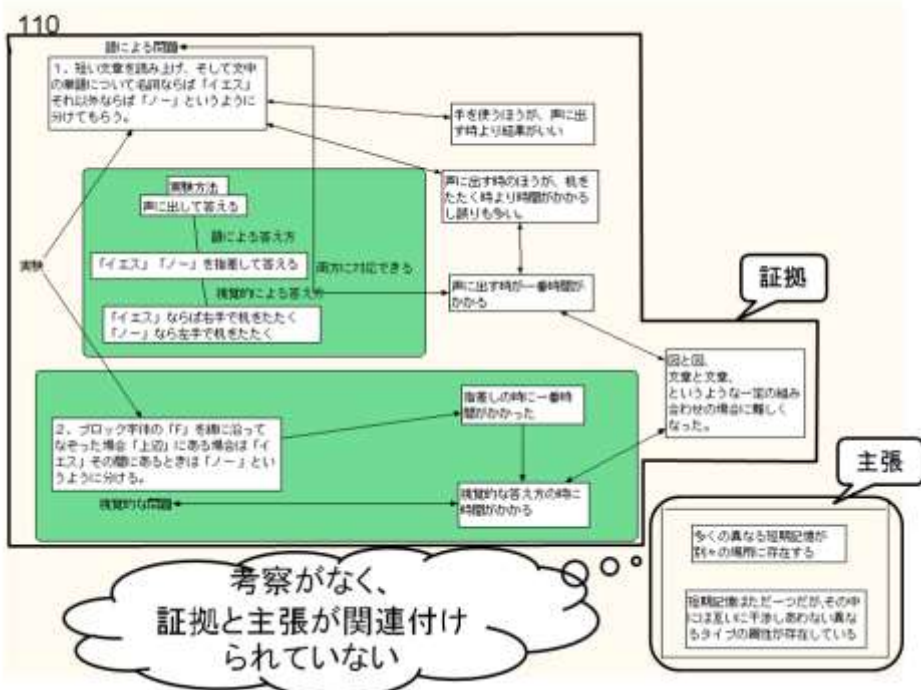 110
語による問題
1、短い文章を読み上げ、そして文中
の単語について名詞ならば「イエス」
それ以外ならば「ノー」というように
分けてもらう。
手を使うほうが、声に出
す時より結果がいい
実験方法
声に出して答える
語による答え方
「イエス」「ノー」を指差して答える
両方に対応できる
視覚的による答え方
「イエス」ならば右手で机をたたく
「ノー」なら左手で机をたたく
声に出す時のほうが、机を
たたく時より時間がかかる
し誤りも多い。
声に出す時が一番時間が
かかる
実験
証拠
図と図、
文章と文章、
というような一定の組み
合わせの場合に難しく
なった。
指差しの時に一番時
間がかかった
2、ブロック字体の「F」を線に沿って
なぞった場合「上辺」にある場合は「イ
エス」その間にあるときは「ノー」とい
うように分ける。
視覚的な問題
視覚的な答え方の時に
時間がかかる
主張
多くの異なる短期記憶が
別々の場所に存在する
短期記憶はただ一つだが、その中
には互いに干渉しあわない異な
るタイプの属性が存在している
考察がなく、
証拠と主張が関連付け
られていない